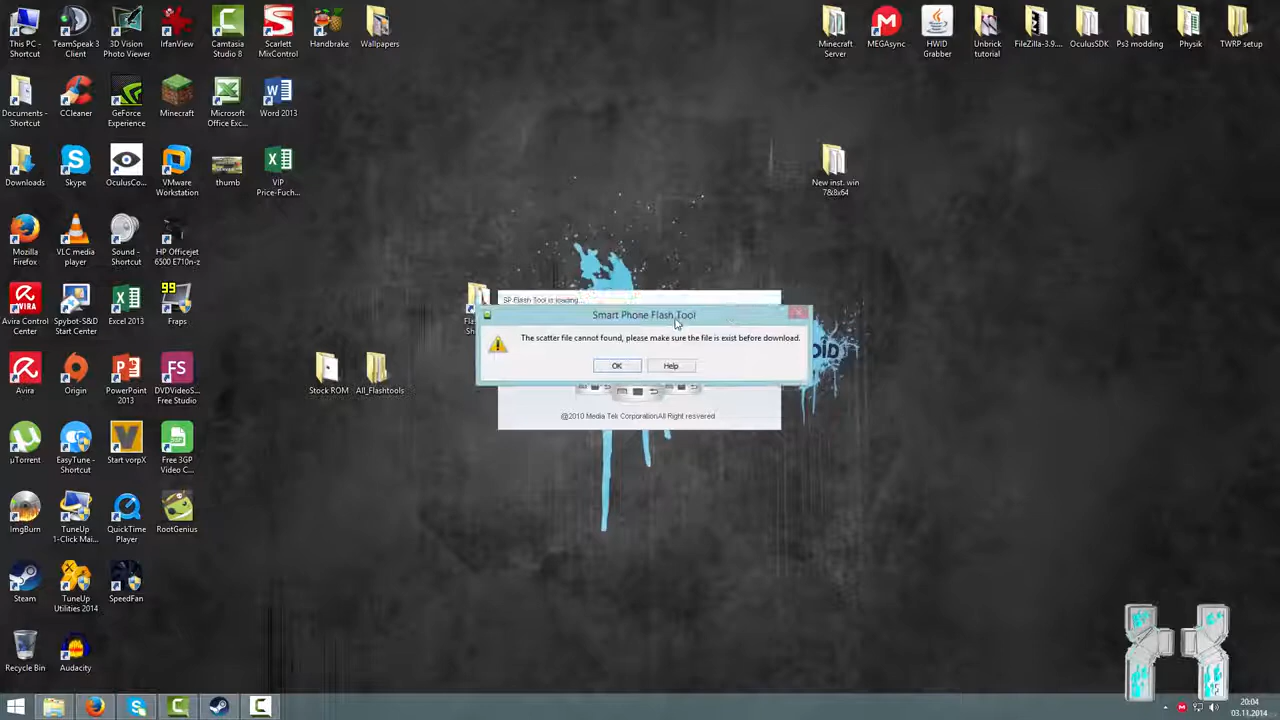 This PC - Shortcut
TeamSpeak 3 Client
3D Vision Photo Viewer
IrfanView
Camtasia Studio 8
Scarlett MixControl
Handbrake
Wallpapers
Minecraft Server
MEGAsync
HWID Grabber
Unbrick tutorial
FileZilla-3.9....
OculusSDK
Ps3 modding
Physik
TWRP setup
Documents - Shortcut
CCleaner
GeForce Experience
Minecraft
Microsoft Office Exc...
Word 2013
Downloads
Skype
OculusCo...
VMware Workstation
thumb
VIP Price-Fuch...
New inst. win 7&8x64
Mozilla Firefox
VLC media player
Sound - Shortcut
HP Officejet 6500 E710n-z
Avira Control Center
Spybot-S&D Start Center
Excel 2013
99
Fraps
SP Flash Tool is loading...
Smart Phone Flash Tool
The scatter file cannot found, please make sure the file is exist before download.
OK
Help
@2010 Media Tek CorporationAll Right resvered
Avira
Origin
PowerPoint 2013
DVDVideoS... Free Studio
Stock ROM
All_Flashtools
µTorrent
EasyTune - Shortcut
Start vorpX
Free 3GP Video C...
ImgBurn
TuneUp 1-Click Mai...
QuickTime Player
RootGenius
Steam
TuneUp Utilities 2014
SpeedFan
Recycle Bin
Audacity
20:04
03.11.2014